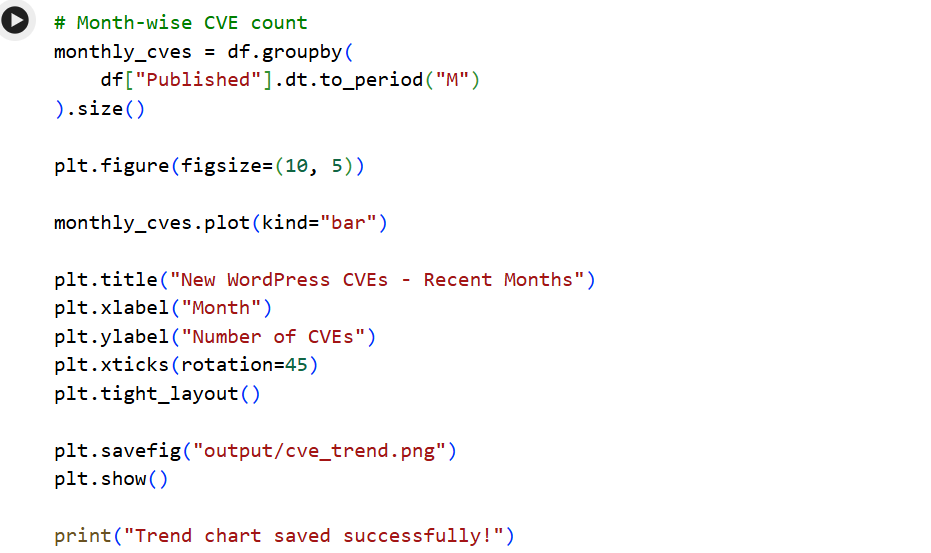 # Month-wise CVE count
monthly_cves = df.groupby(
    df["Published"].dt.to_period("M")
).size()

plt.figure(figsize=(10, 5))

monthly_cves.plot(kind="bar")

plt.title("New WordPress CVEs - Recent Months")
plt.xlabel("Month")
plt.ylabel("Number of CVEs")
plt.xticks(rotation=45)
plt.tight_layout()

plt.savefig("output/cve_trend.png")
plt.show()

print("Trend chart saved successfully!")